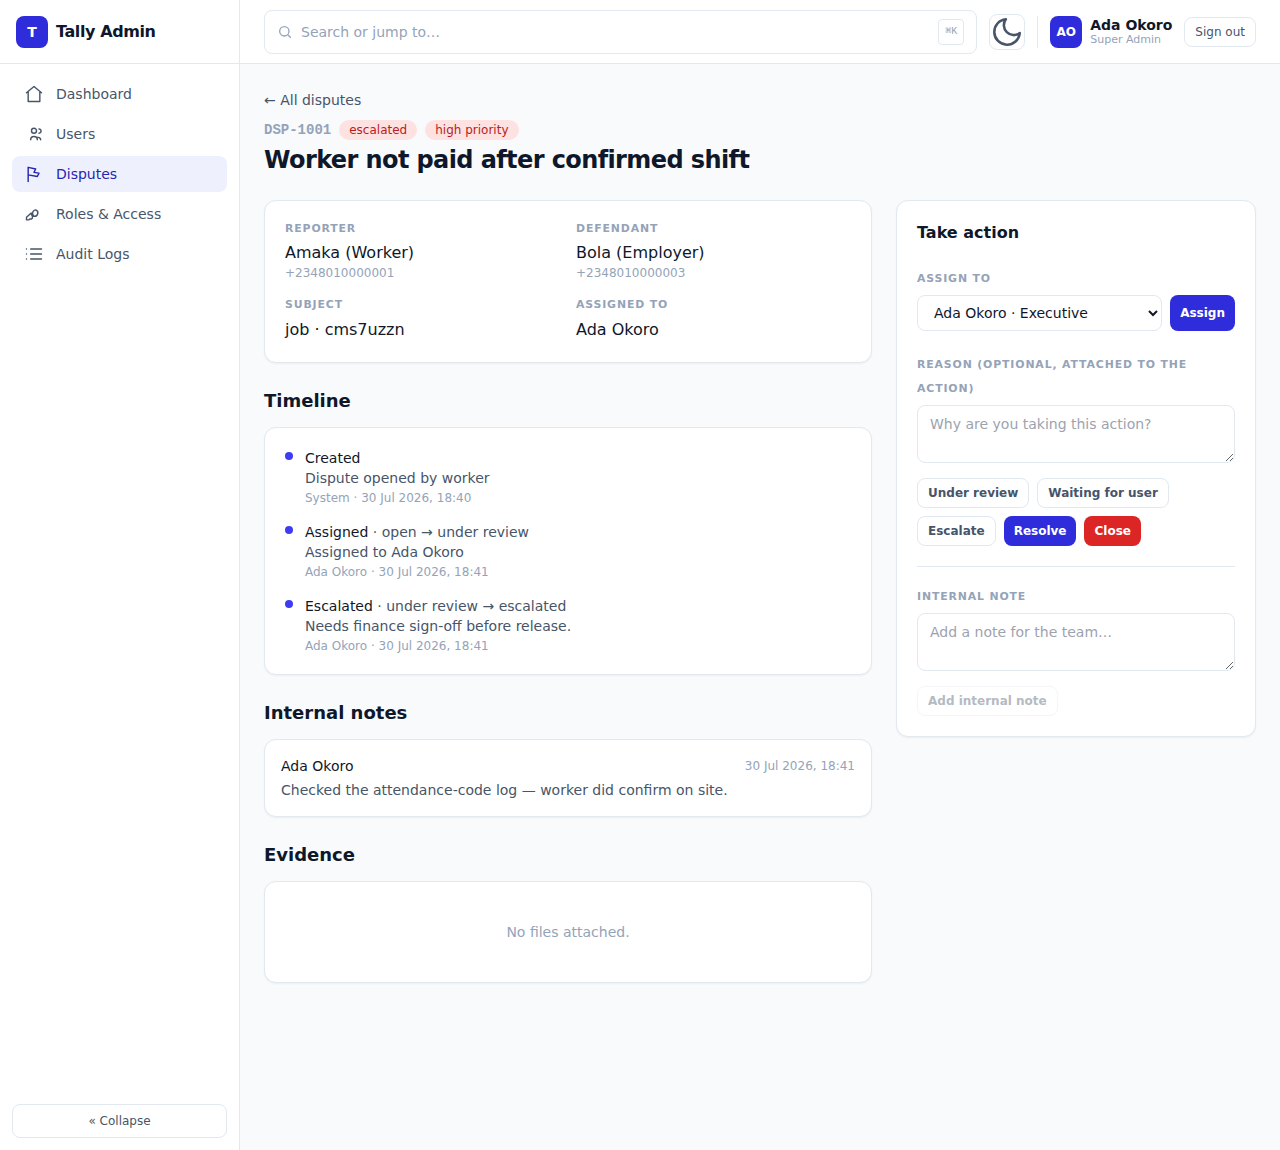 T Tally Admin
Search or jump to…
⌘K
AO
Ada Okoro
Super Admin
Sign out
Dashboard
Users
Disputes
Roles & Access
Audit Logs
« Collapse
← All disputes
DSP-1001 escalated high priority
Worker not paid after confirmed shift
REPORTER
Amaka (Worker)
+2348010000001
DEFENDANT
Bola (Employer)
+2348010000003
SUBJECT
job · cms7uzzn
ASSIGNED TO
Ada Okoro
Timeline
Created
Dispute opened by worker
System · 30 Jul 2026, 18:40
Assigned · open → under review
Assigned to Ada Okoro
Ada Okoro · 30 Jul 2026, 18:41
Escalated · under review → escalated
Needs finance sign-off before release.
Ada Okoro · 30 Jul 2026, 18:41
Internal notes
Ada Okoro 30 Jul 2026, 18:41
Checked the attendance-code log — worker did confirm on site.
Evidence
No files attached.
Take action
ASSIGN TO
Ada Okoro · Executive Assign
REASON (OPTIONAL, ATTACHED TO THE
ACTION)
Why are you taking this action?
Under review Waiting for user
Escalate Resolve Close
INTERNAL NOTE
Add a note for the team…
Add internal note